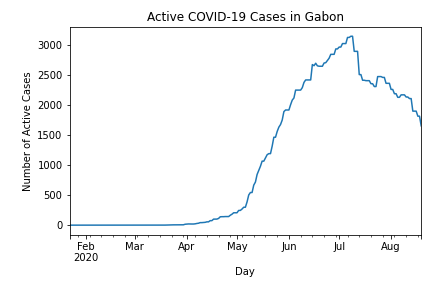 Active COVID-19 Cases in Gabon
Number of Active Cases
3000
2500
2000
1500
1000
500
0
Feb Mar Apr May Jun Jul Aug
2020
Day